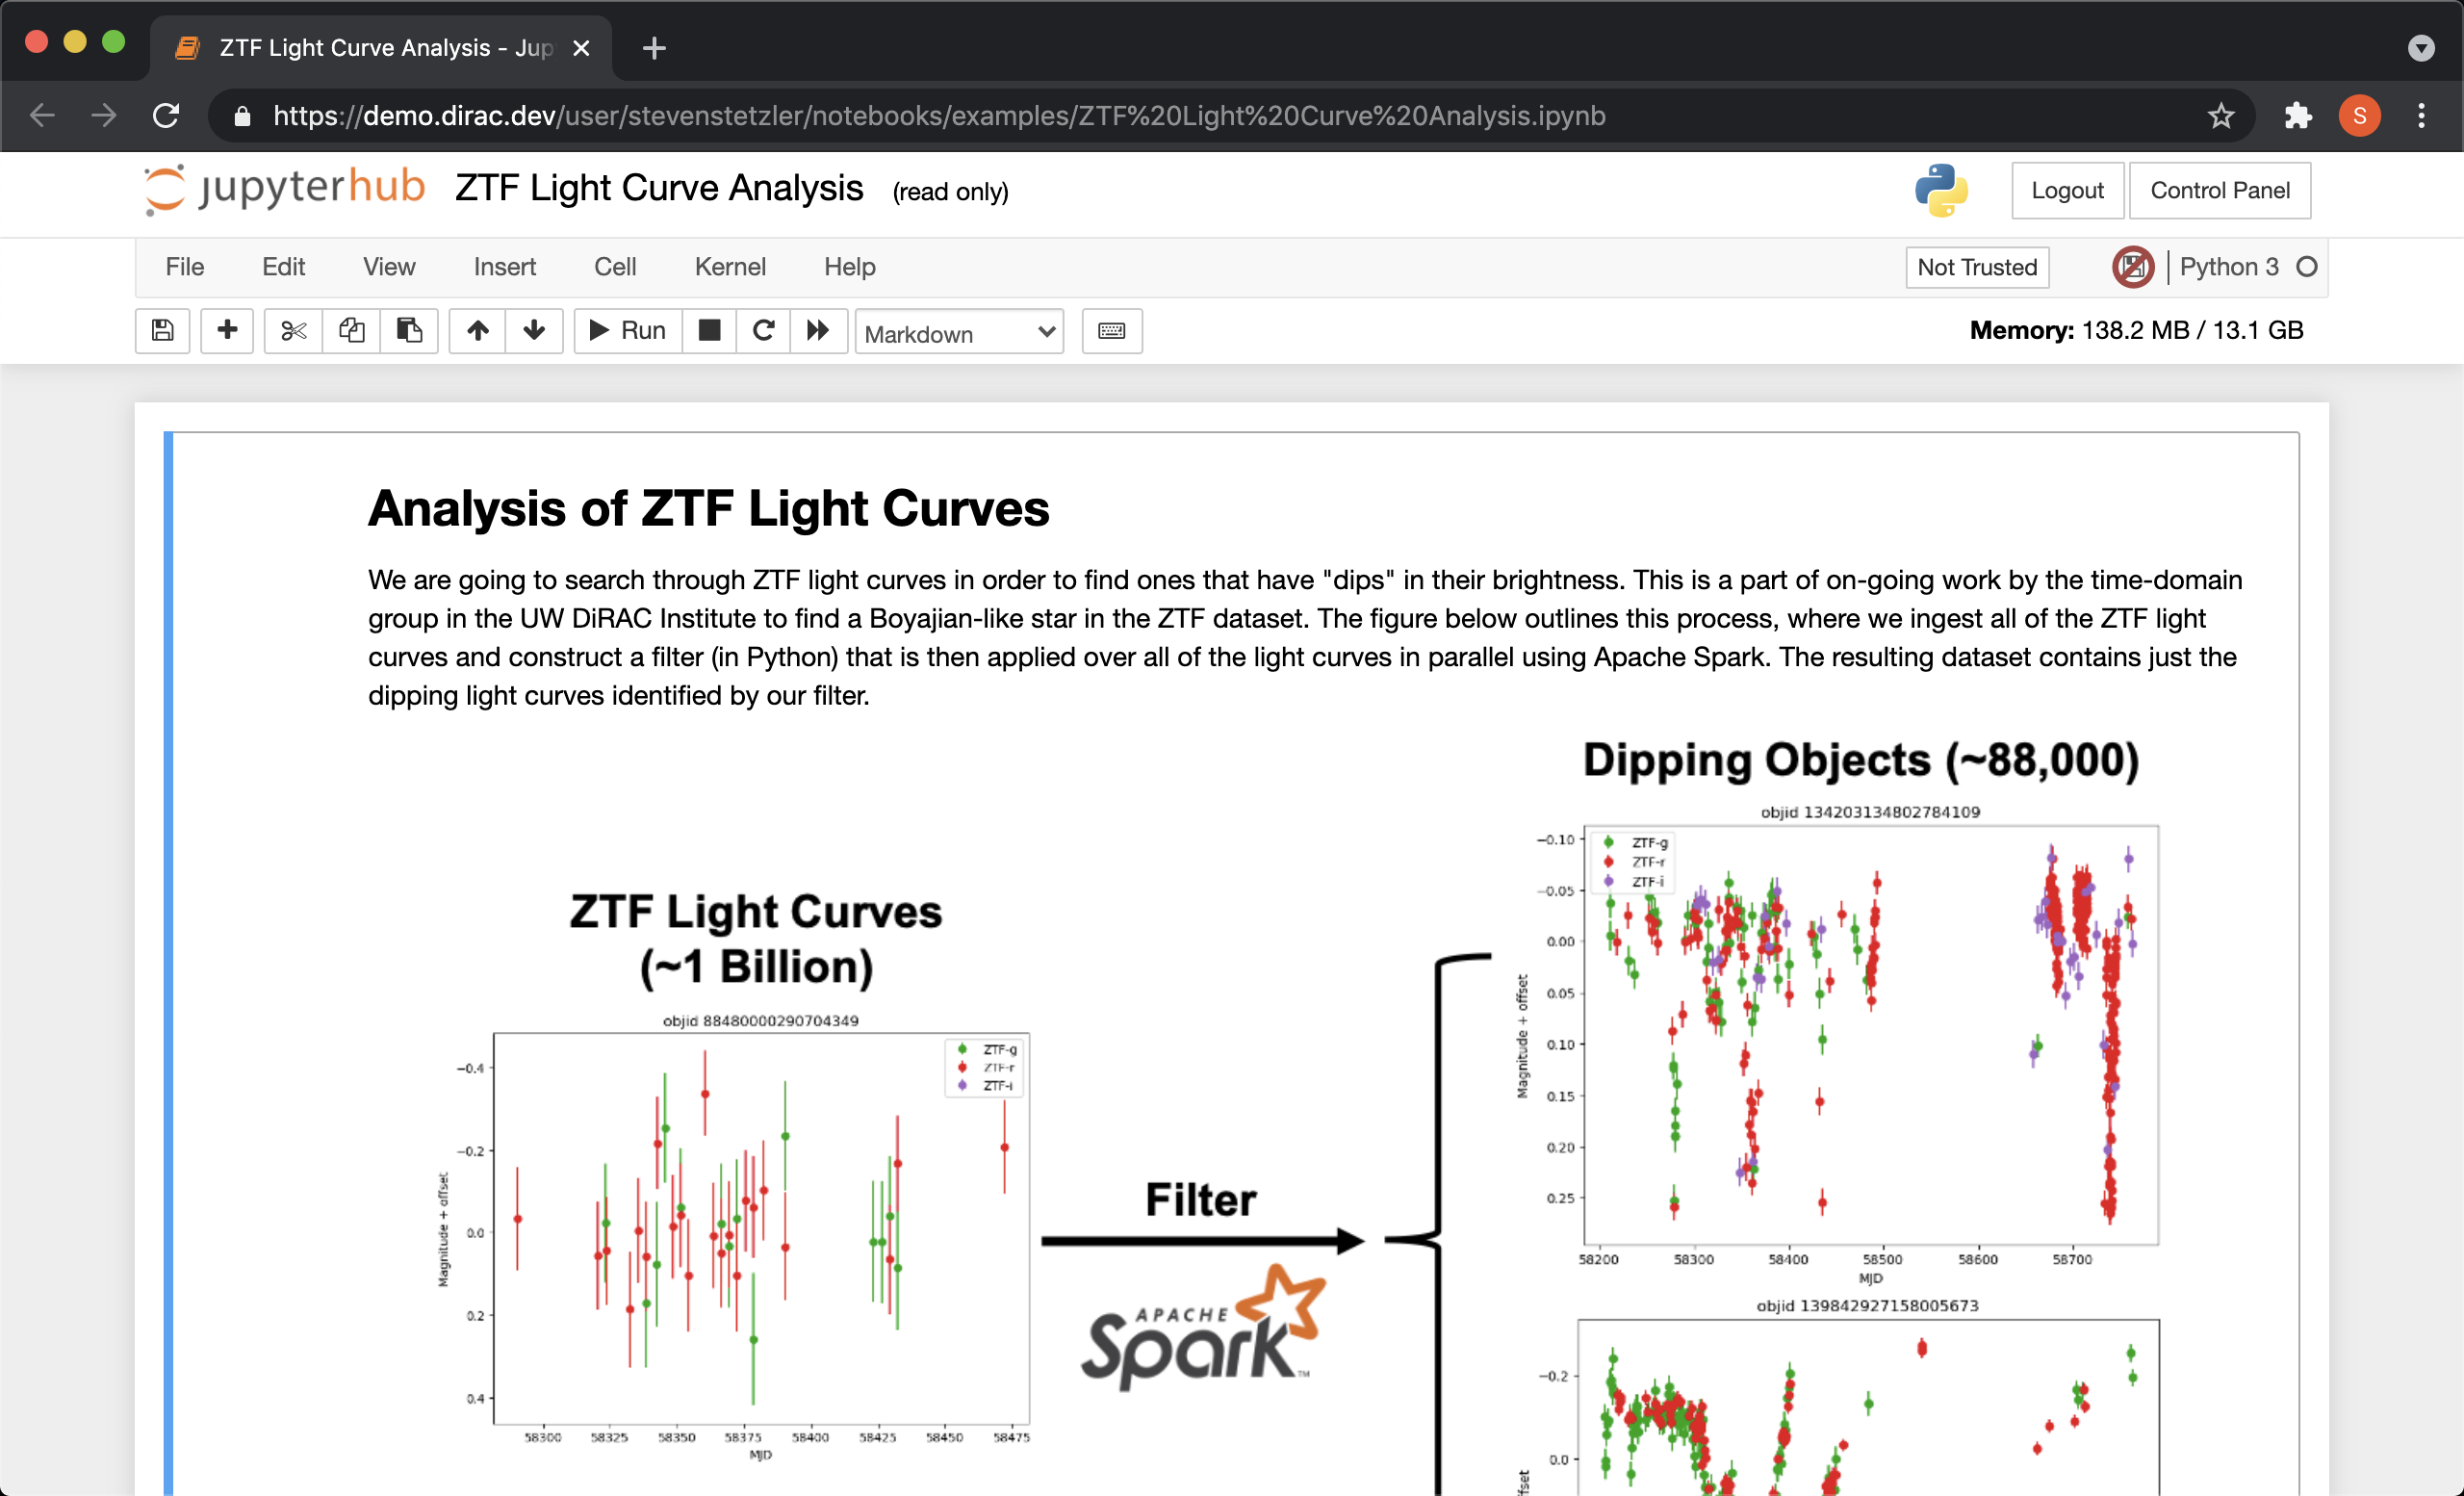 ZTF Light Curve Analysis - Jup
https://demo.dirac.dev/user/stevenstetzler/notebooks/examples/ZTF%20Light%20Curve%20Analysis.ipynb
S
jupyterhub ZTF Light Curve Analysis (read only)
Logout Control Panel
File Edit View Insert Cell Kernel Help
Not Trusted Python 3
Run Markdown
Memory: 138.2 MB / 13.1 GB
Analysis of ZTF Light Curves
We are going to search through ZTF light curves in order to find ones that have "dips" in their brightness. This is a part of on-going work by the time-domain
group in the UW DiRAC Institute to find a Boyajian-like star in the ZTF dataset. The figure below outlines this process, where we ingest all of the ZTF light
curves and construct a filter (in Python) that is then applied over all of the light curves in parallel using Apache Spark. The resulting dataset contains just the
dipping light curves identified by our filter.
ZTF Light Curves
(~1 Billion)
objid 88480000290704349
ZTF-g
ZTF-r
ZTF-i
−0.4
−0.2
0.0
0.2
0.4
Magnitude + offset
58300 58325 58350 58375 58400 58425 58450 58475
MJD
Filter
APACHE
Spark™
Dipping Objects (~88,000)
objid 134203134802784109
ZTF-g
ZTF-r
ZTF-i
−0.10
−0.05
0.00
0.05
0.10
0.15
0.20
0.25
Magnitude + offset
58200 58300 58400 58500 58600 58700
MJD
objid 139842927158005673
−0.2
0.0
ffset